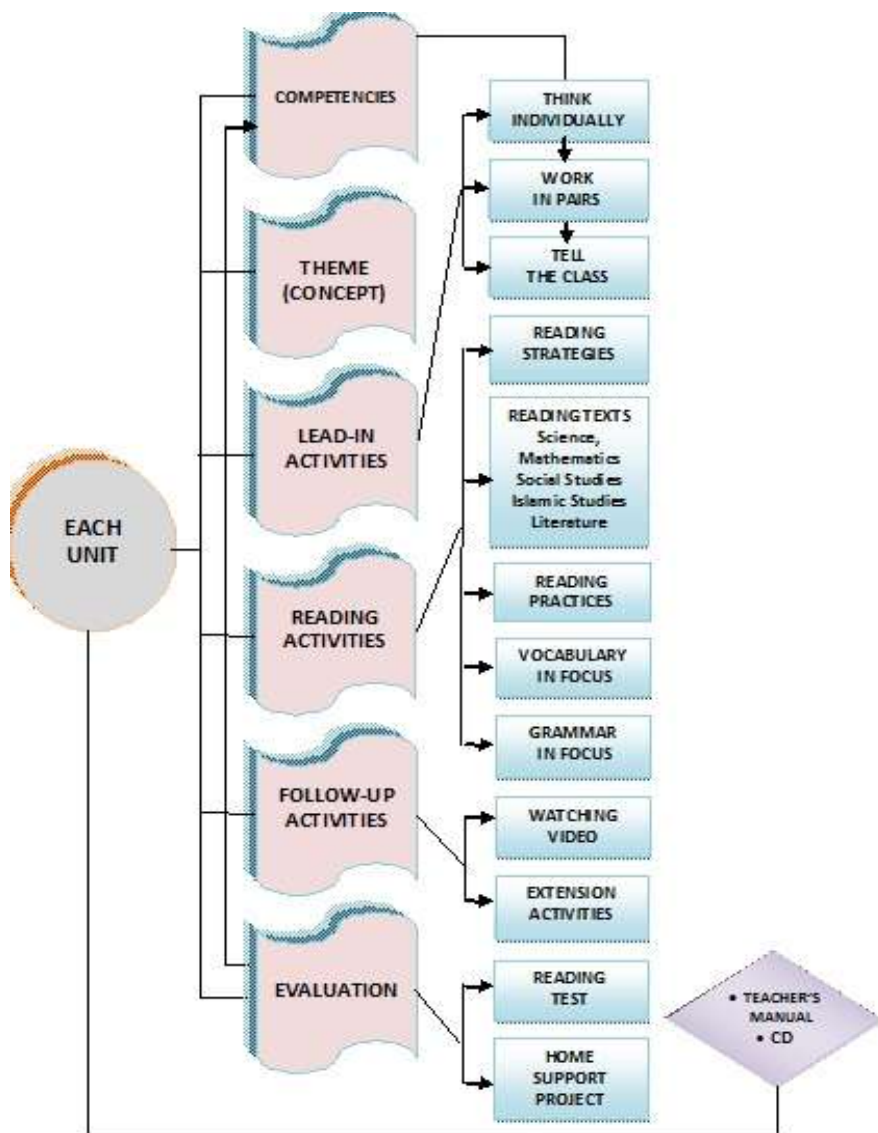 EACH
UNIT
COMPETENCIES
THEME
(CONCEPT)
LEAD-IN
ACTIVITIES
READING
ACTIVITIES
FOLLOW-UP
ACTIVITIES
EVALUATION
THINK
INDIVIDUALLY
WORK
IN PAIRS
TELL
THE CLASS
READING
STRATEGIES
READING TEXTS
Science,
Mathematics
Social Studies
Islamic Studies
Literature
READING
PRACTICES
VOCABULARY
IN FOCUS
GRAMMAR
IN FOCUS
WATCHING
VIDEO
EXTENSION
ACTIVITIES
READING
TEST
HOME
SUPPORT
PROJECT
• TEACHER'S
MANUAL
• CD